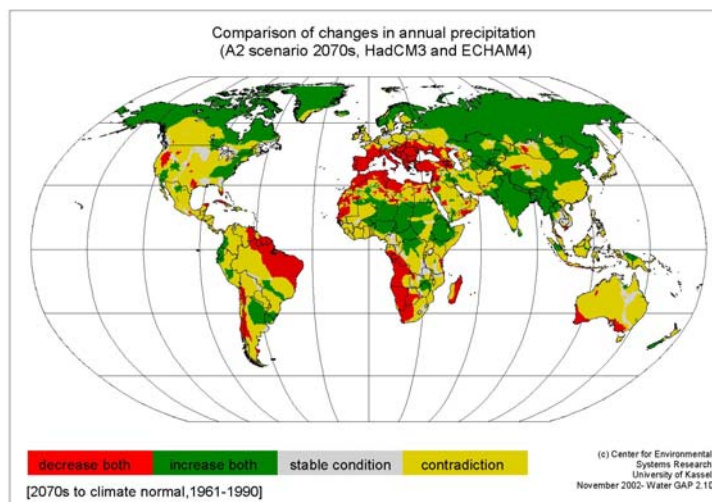 Comparison of changes in annual precipitation
(A2 scenario 2070s, HadCM3 and ECHAM4)
decrease both
increase both
stable condition
contradiction
[2070s to climate normal,1961-1990]
(c) Center for Environmental
Systems Research
University of Kassel
November 2002- Water GAP 2.10